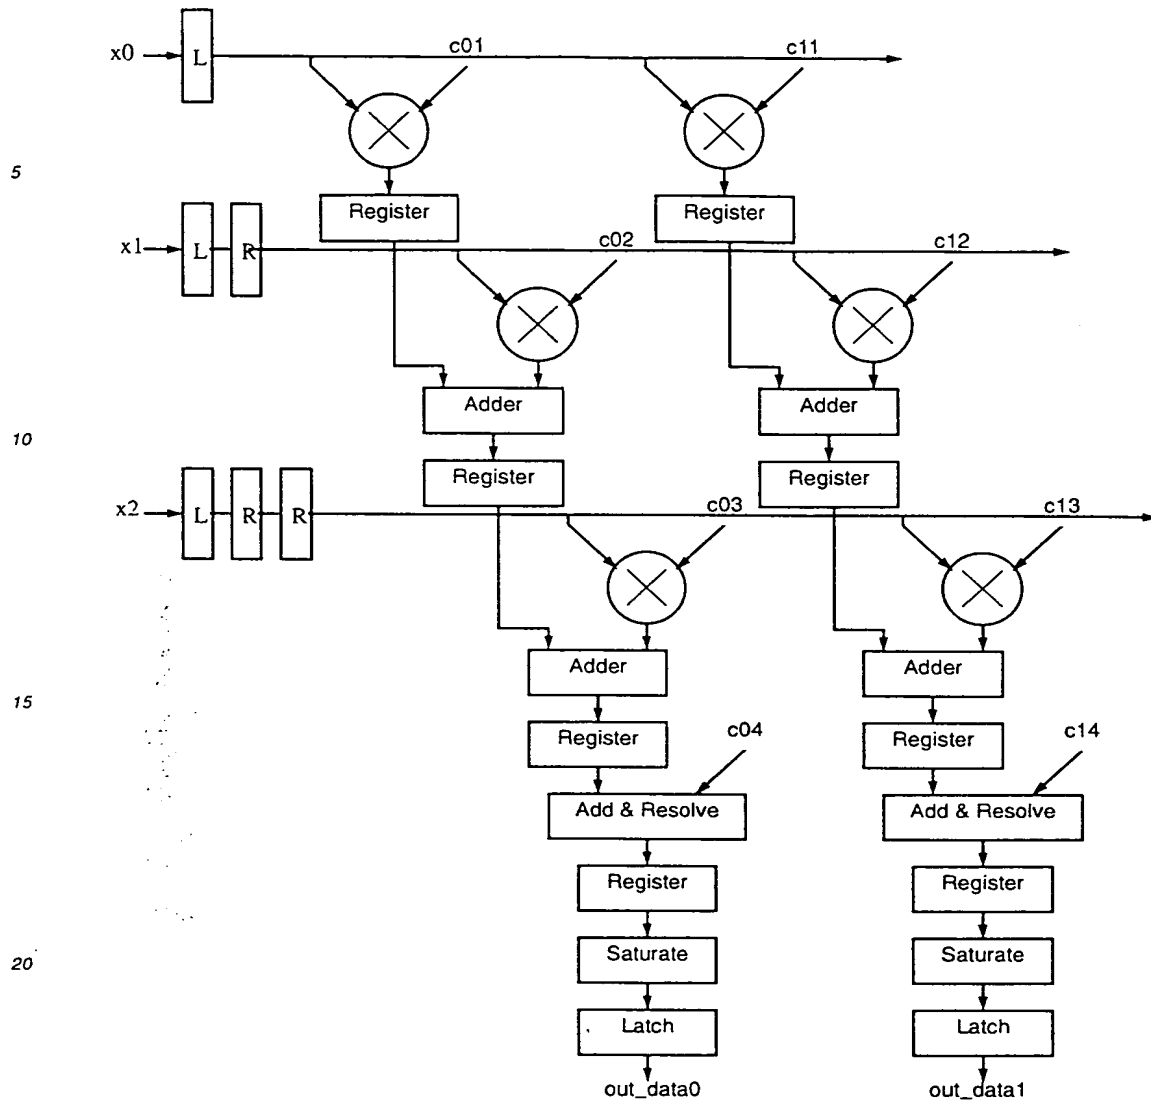 x0 L c01 c11
5
Register Register
x1 L R c02 c12
Adder Adder
10
Register Register
x2 L R R c03 c13
Adder Adder
15
Register c04 Register c14
Add & Resolve Add & Resolve
Register Register
Saturate Saturate
20
Latch Latch
out_data0 out_data1